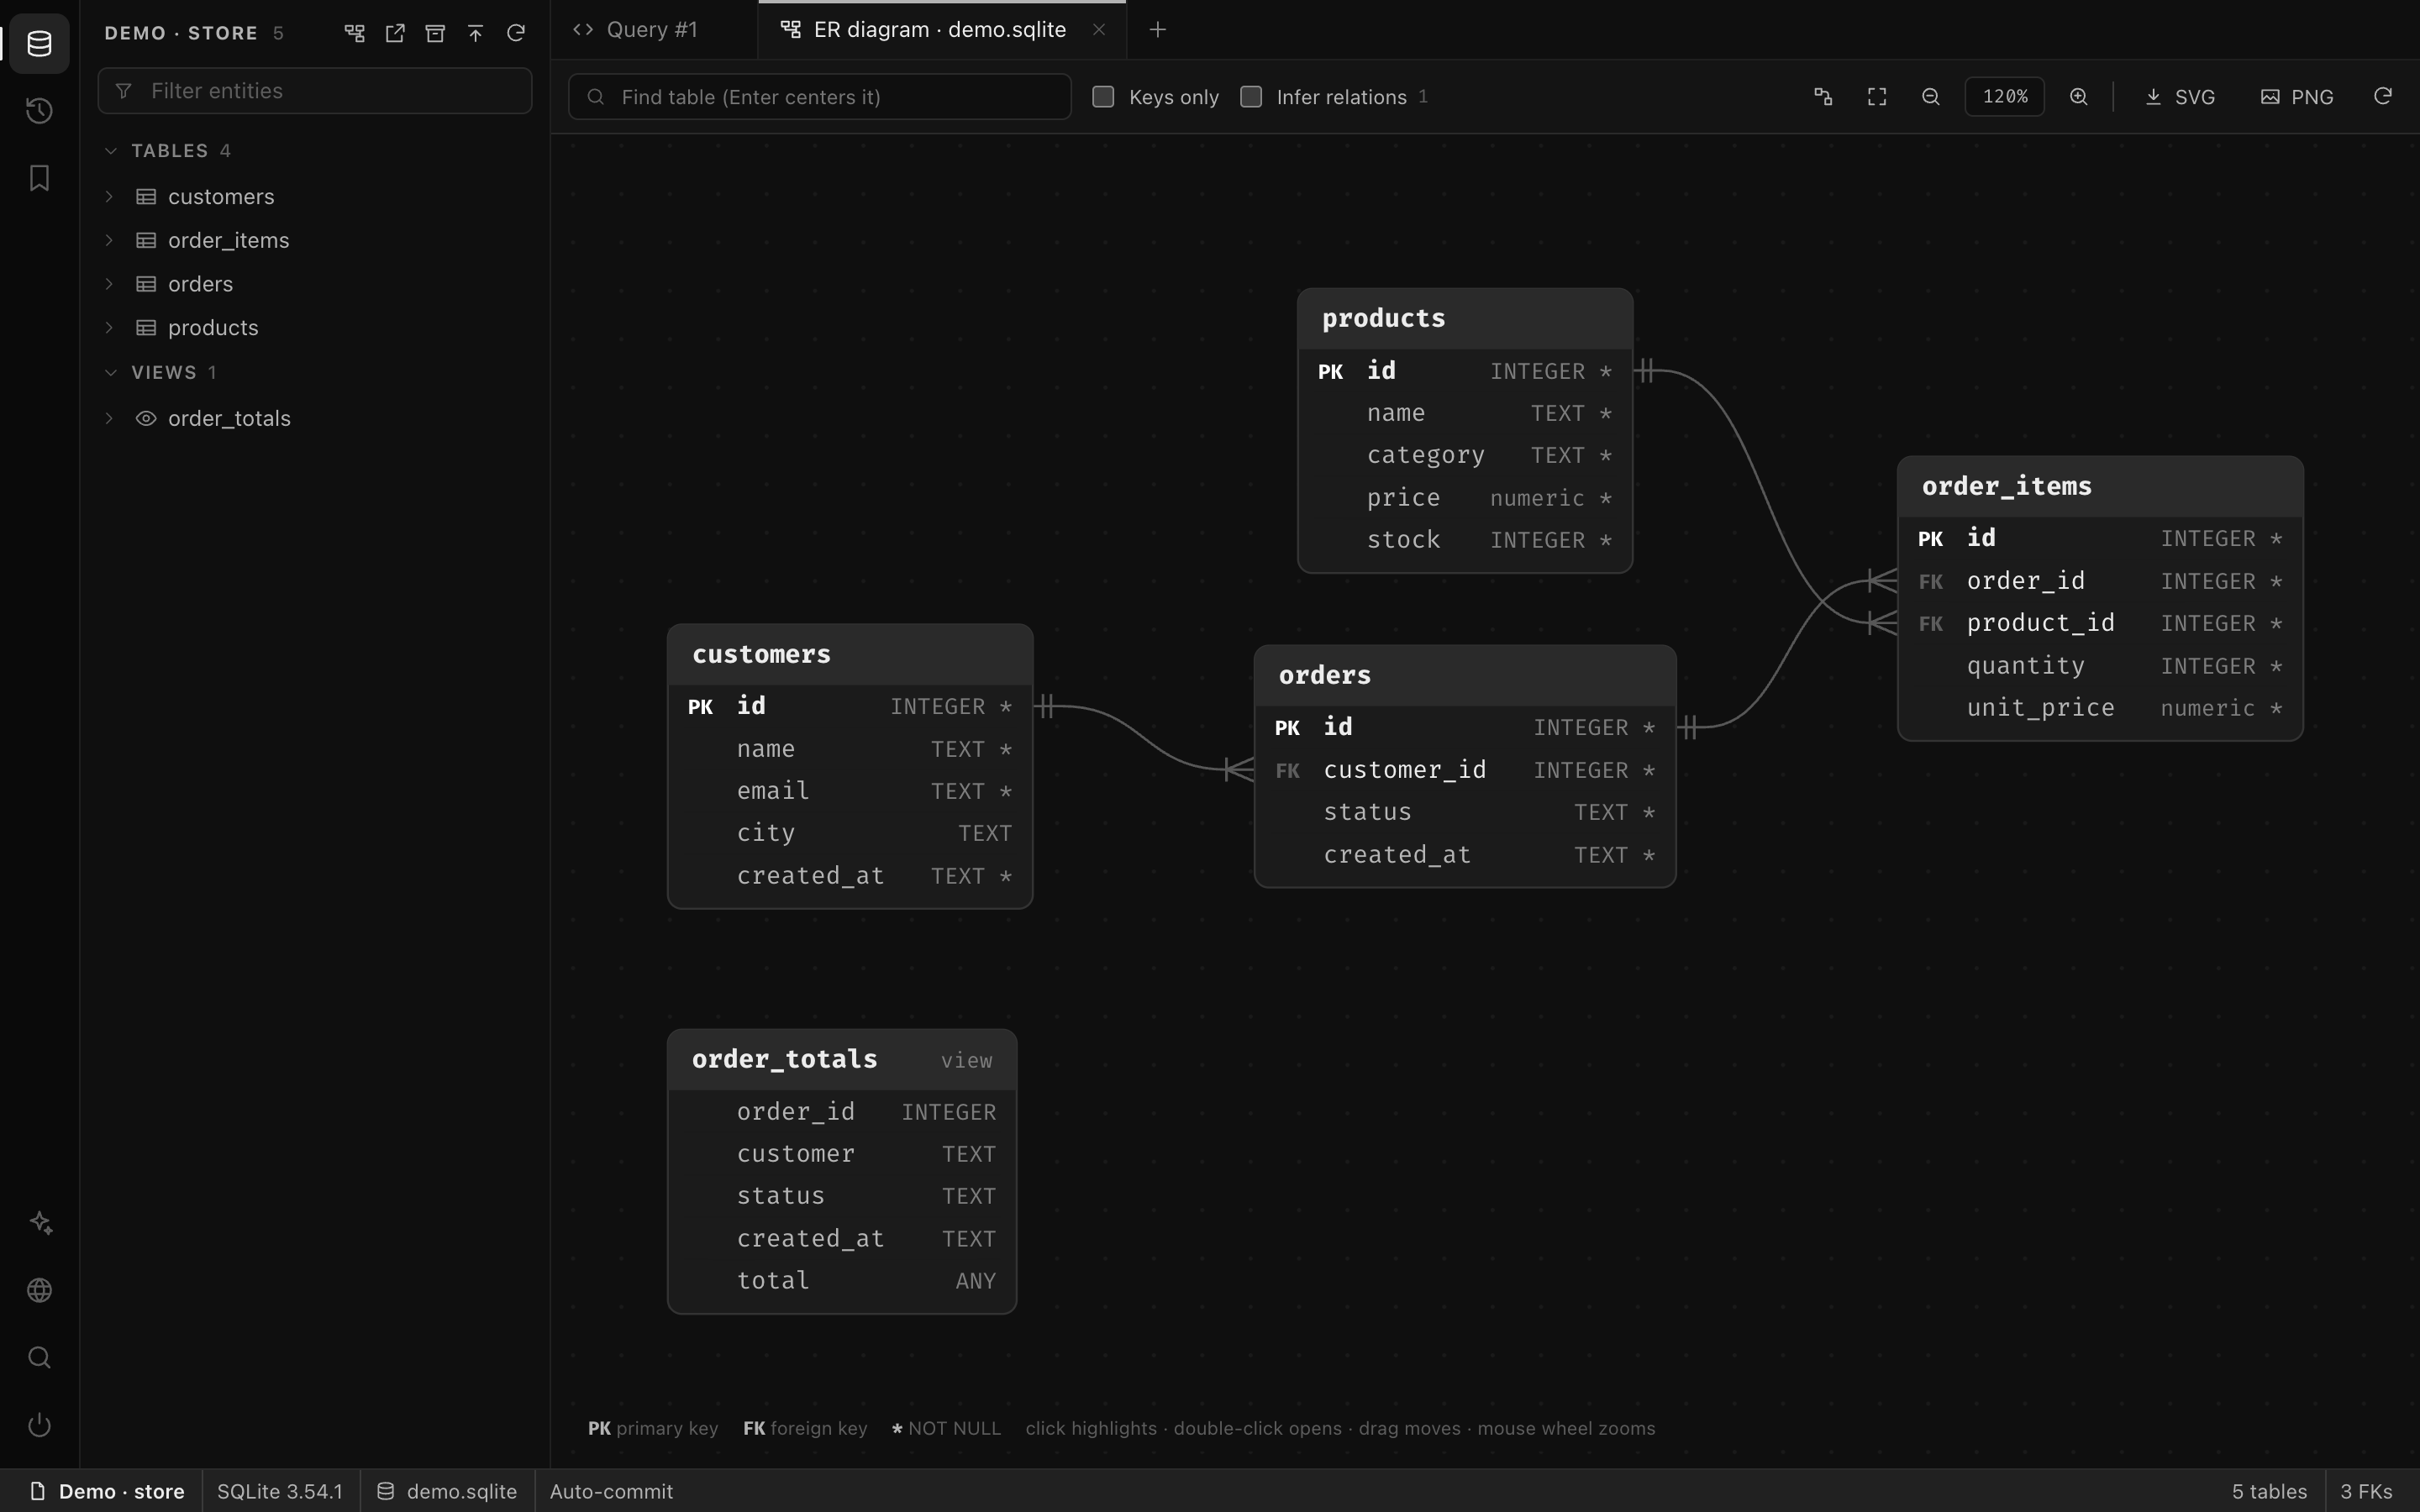 DEMO · STORE 5
Filter entities
TABLES 4
customers
order_items
orders
products
VIEWS 1
order_totals
Query #1
ER diagram · demo.sqlite
Find table (Enter centers it)
Keys only
Infer relations 1
120%
SVG
PNG
products
PK id INTEGER *
name TEXT *
category TEXT *
price numeric *
stock INTEGER *
order_items
PK id INTEGER *
FK order_id INTEGER *
FK product_id INTEGER *
quantity INTEGER *
unit_price numeric *
customers
PK id INTEGER *
name TEXT *
email TEXT *
city TEXT
created_at TEXT *
orders
PK id INTEGER *
FK customer_id INTEGER *
status TEXT *
created_at TEXT *
order_totals view
order_id INTEGER
customer TEXT
status TEXT
created_at TEXT
total ANY
PK primary key FK foreign key * NOT NULL click highlights · double-click opens · drag moves · mouse wheel zooms
Demo · store SQLite 3.54.1 demo.sqlite Auto-commit 5 tables 3 FKs